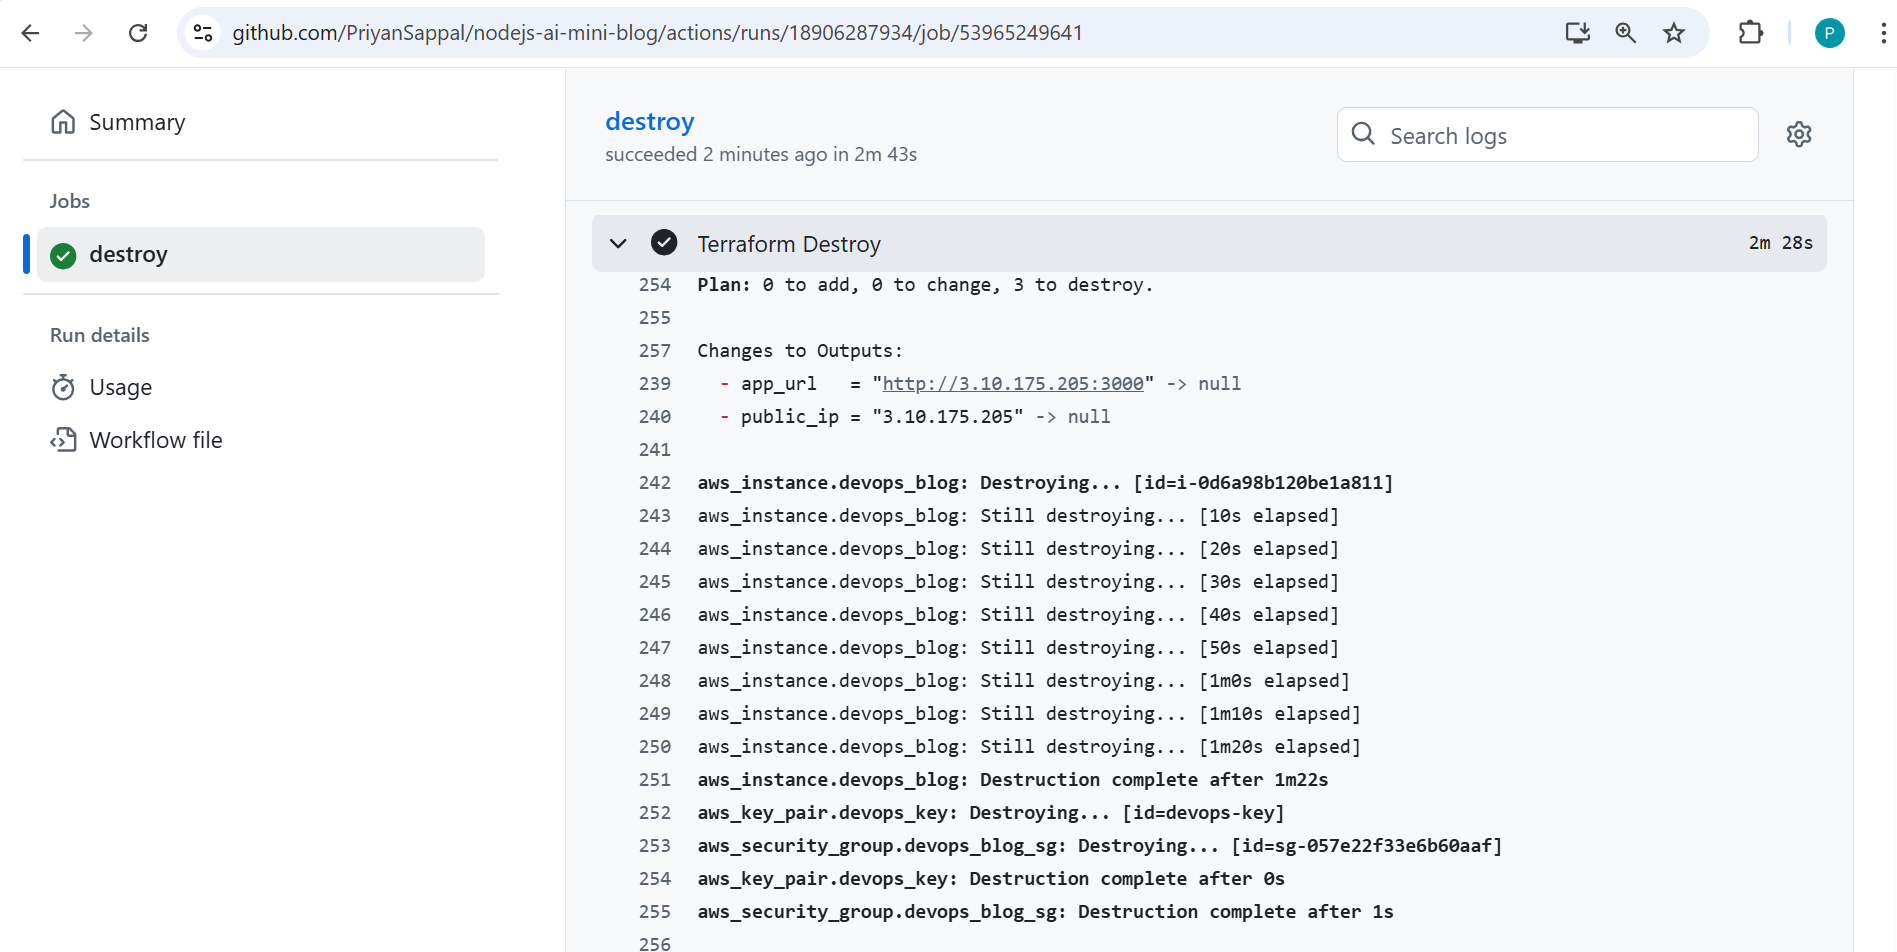 github.com/PriyanSappal/nodejs-ai-mini-blog/actions/runs/18906287934/job/53965249641
P
Summary
Jobs
destroy
Run details
Usage
Workflow file
destroy
succeeded 2 minutes ago in 2m 43s
Search logs
Terraform Destroy 2m 28s
254 Plan: 0 to add, 0 to change, 3 to destroy.
255
257 Changes to Outputs:
239 - app_url   = "http://3.10.175.205:3000" -> null
240 - public_ip = "3.10.175.205" -> null
241
242 aws_instance.devops_blog: Destroying... [id=i-0d6a98b120be1a811]
243 aws_instance.devops_blog: Still destroying... [10s elapsed]
244 aws_instance.devops_blog: Still destroying... [20s elapsed]
245 aws_instance.devops_blog: Still destroying... [30s elapsed]
246 aws_instance.devops_blog: Still destroying... [40s elapsed]
247 aws_instance.devops_blog: Still destroying... [50s elapsed]
248 aws_instance.devops_blog: Still destroying... [1m0s elapsed]
249 aws_instance.devops_blog: Still destroying... [1m10s elapsed]
250 aws_instance.devops_blog: Still destroying... [1m20s elapsed]
251 aws_instance.devops_blog: Destruction complete after 1m22s
252 aws_key_pair.devops_key: Destroying... [id=devops-key]
253 aws_security_group.devops_blog_sg: Destroying... [id=sg-057e22f33e6b60aaf]
254 aws_key_pair.devops_key: Destruction complete after 0s
255 aws_security_group.devops_blog_sg: Destruction complete after 1s
256